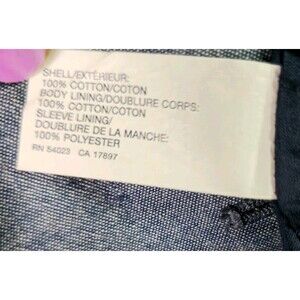 SHELL/EXTÉRIEUR:
100% COTTON/COTON
BODY LINING/DOUBLURE CORPS:
100% COTTON/COTON
SLEEVE LINING/
DOUBLURE DE LA MANCHE:
100% POLYESTER
RN 54023 CA 17897